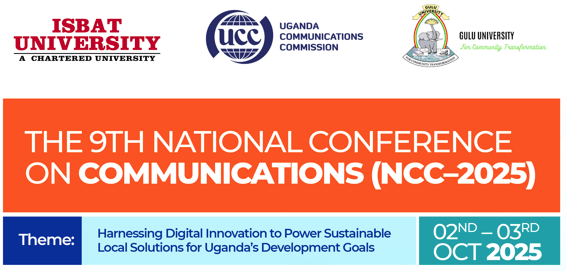 ISBAT
UNIVERSITY
A CHARTERED UNIVERSITY
ucc
UGANDA
COMMUNICATIONS
COMMISSION
GULU UNIVERSITY
For Community Transformation
THE 9TH NATIONAL CONFERENCE
ON COMMUNICATIONS (NCC–2025)
Theme:
Harnessing Digital Innovation to Power Sustainable
Local Solutions for Uganda's Development Goals
02ND – 03RD
OCT 2025